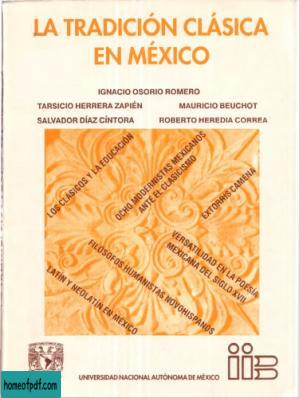 LA TRADICIÓN CLÁSICA
EN MÉXICO
IGNACIO OSORIO ROMERO
TARSICIO HERRERA ZAPIÉN
MAURICIO BEUCHOT
SALVADOR DÍAZ CÍNTORA
ROBERTO HEREDIA CORREA
LOS CLÁSICOS Y LA EDUCACIÓN
OCHO MODERNISTAS MEXICANOS
ANTE EL CLASICISMO
EXTORRIS CAMENA
VERSATILIDAD EN LA POESÍA
MEXICANA DEL SIGLO XVII
FILÓSOFOS HUMANISTAS NOVOHISPANOS
LATÍN Y NEOLATÍN EN MÉXICO
iiB
UNIVERSIDAD NACIONAL AUTÓNOMA DE MÉXICO
homeofpdf.com